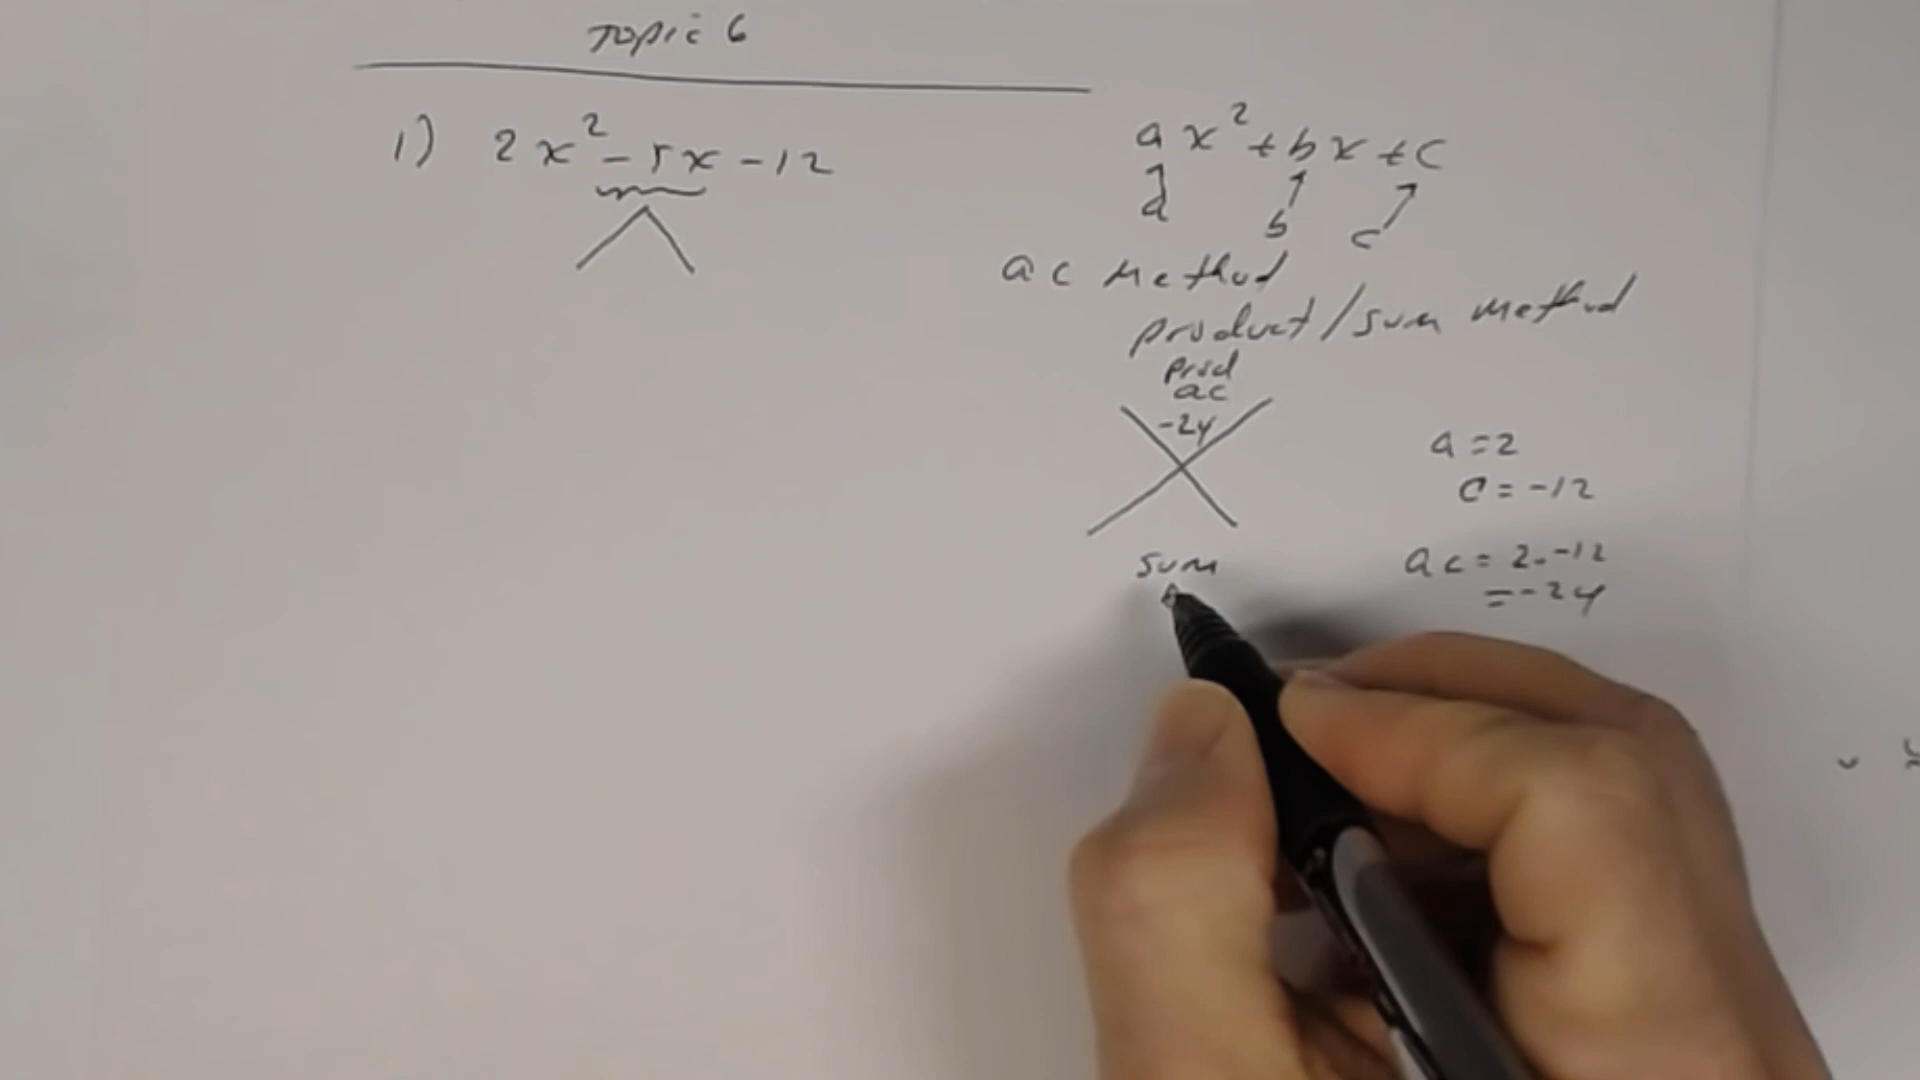 Topic 6
1) 2x² - 5x - 12
ax² + bx + c
a b c
ac Method
product/sum method
prod
ac
-24
sum
a = 2
c = -12
ac = 2 · -12
= -24